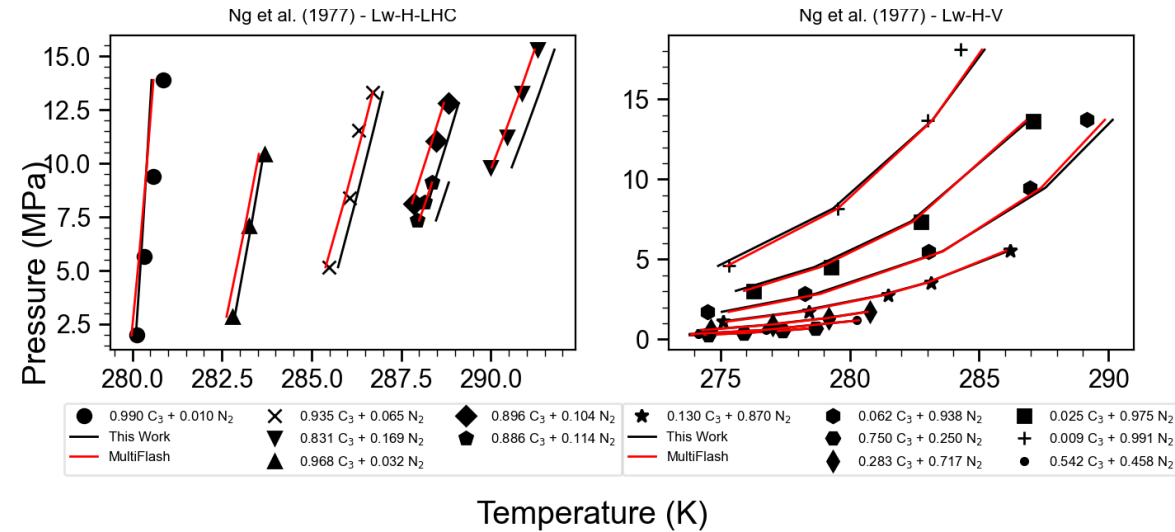 Ng et al. (1977) - Lw-H-LHC
Ng et al. (1977) - Lw-H-V
Pressure (MPa)
15.0
12.5
10.0
7.5
5.0
2.5
280.0
282.5
285.0
287.5
290.0
15
10
5
0
275
280
285
290
0.990 C₃ + 0.010 N₂
This Work
MultiFlash
0.935 C₃ + 0.065 N₂
0.831 C₃ + 0.169 N₂
0.968 C₃ + 0.032 N₂
0.896 C₃ + 0.104 N₂
0.886 C₃ + 0.114 N₂
0.130 C₃ + 0.870 N₂
This Work
MultiFlash
0.062 C₃ + 0.938 N₂
0.750 C₃ + 0.250 N₂
0.283 C₃ + 0.717 N₂
0.025 C₃ + 0.975 N₂
0.009 C₃ + 0.991 N₂
0.542 C₃ + 0.458 N₂
Temperature (K)